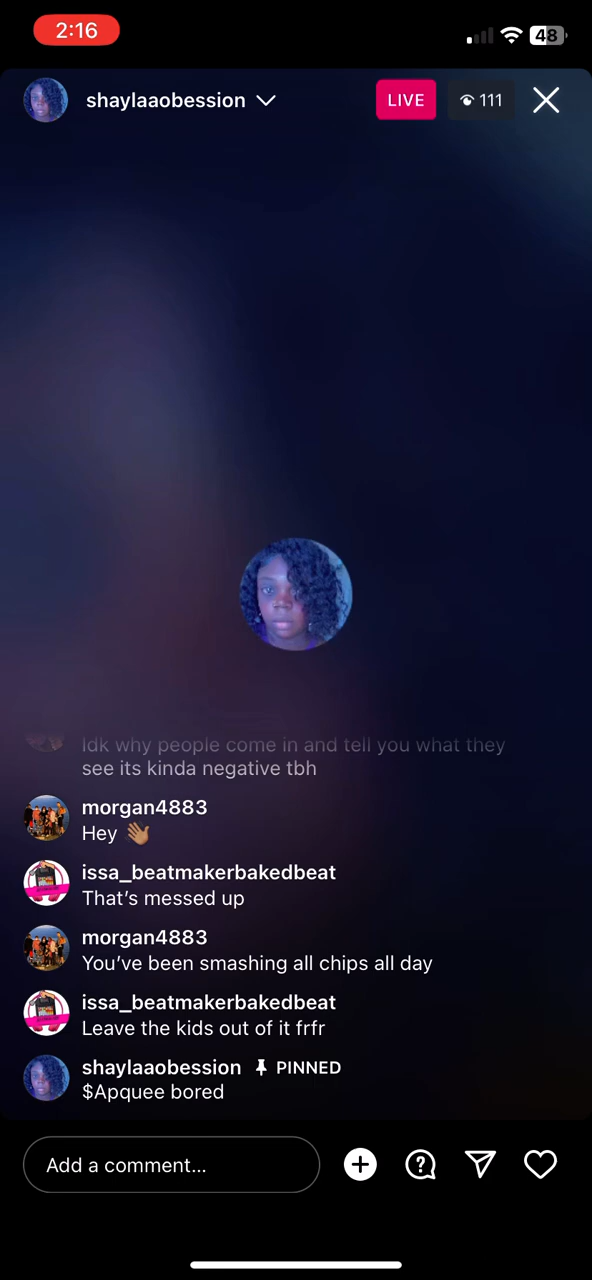 2:16
48
shaylaaobession
LIVE
111
Idk why people come in and tell you what they
see its kinda negative tbh
morgan4883
Hey 👋🏽
issa_beatmakerbakedbeat
That's messed up
morgan4883
You've been smashing all chips all day
issa_beatmakerbakedbeat
Leave the kids out of it frfr
shaylaaobession PINNED
$Apquee bored
Add a comment...